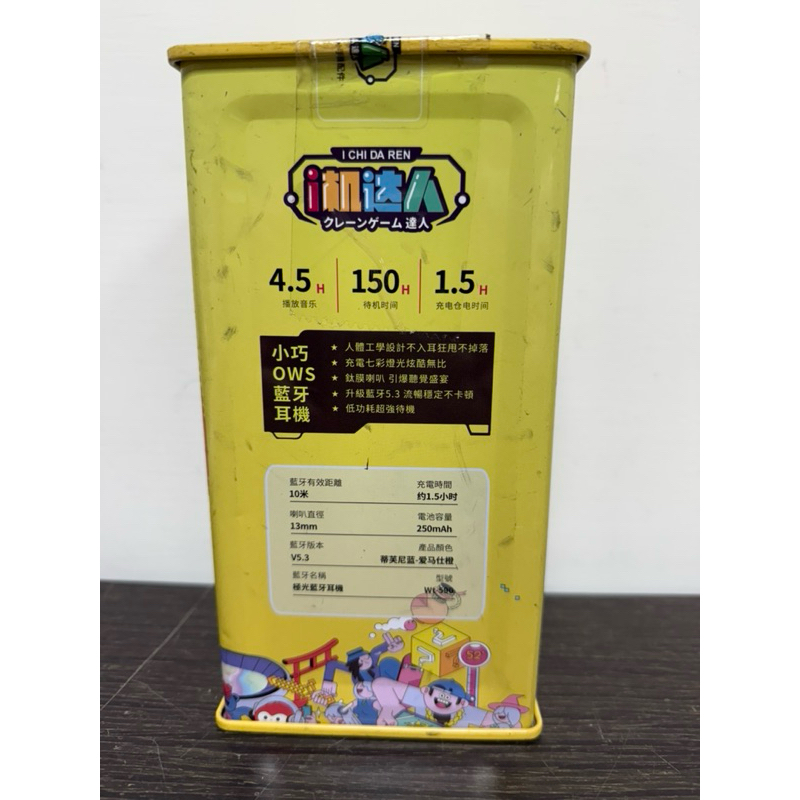 I CHI DA REN
i机达人
クレーンゲーム 達人
4.5H 150H 1.5H
播放音乐 待机时间 充电仓电时间
小巧
OWS
藍牙
耳機
★ 人體工學設計不入耳狂甩不掉落
★ 充電七彩燈光炫酷無比
★ 鈦膜喇叭 引爆聽覺盛宴
★ 升級藍牙5.3 流暢穩定不卡頓
★ 低功耗超強待機
藍牙有效距離 充電時間
10米 约1.5小时
喇叭直徑 電池容量
13mm 250mAh
藍牙版本 產品顏色
V5.3 蒂芙尼蓝-爱马仕橙
藍牙名稱 型號
極光藍牙耳機